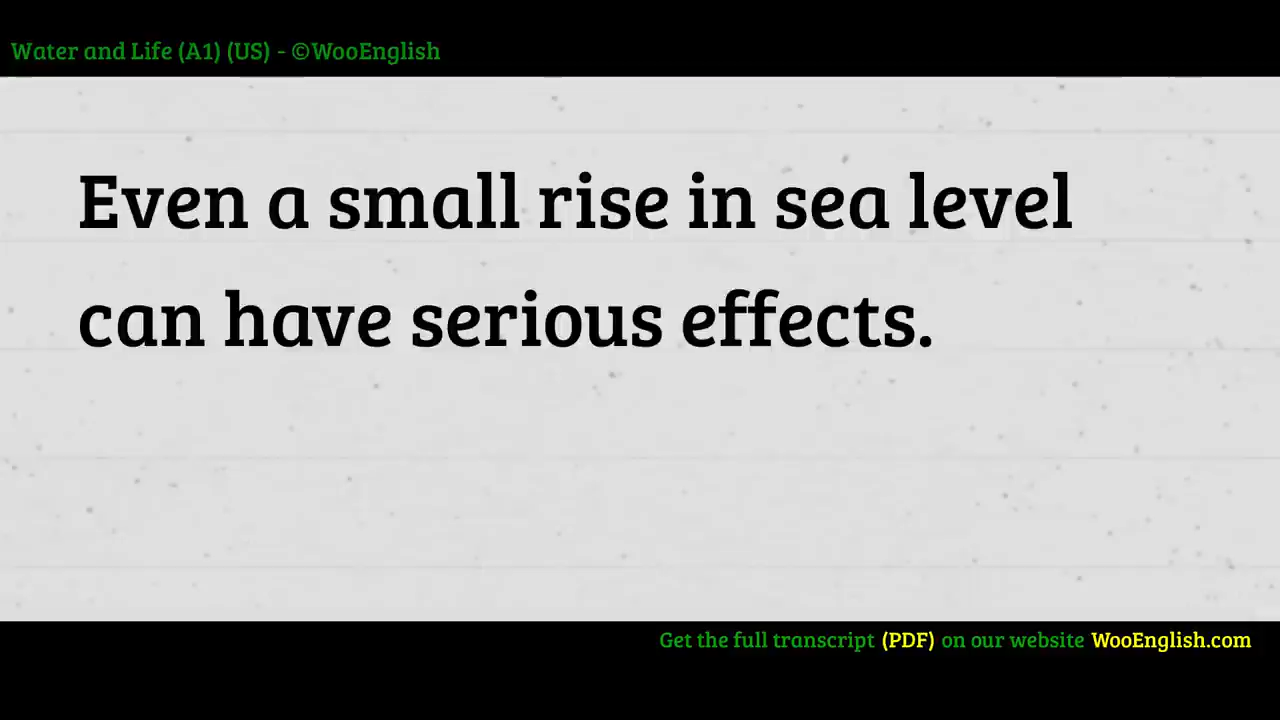 Water and Life (A1) (US) - ©WooEnglish
Even a small rise in sea level
can have serious effects.
Get the full transcript (PDF) on our website WooEnglish.com